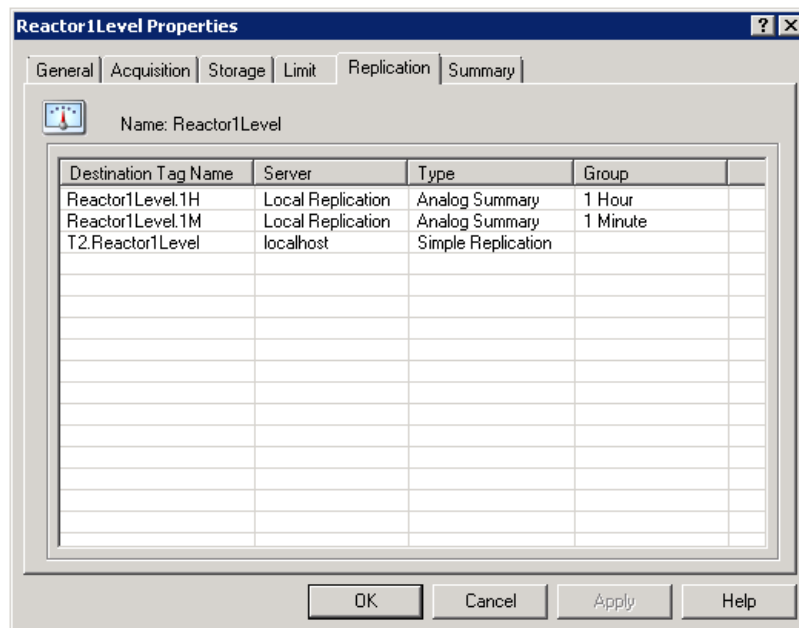 Reactor1Level Properties ? ✕
General Acquisition Storage Limit Replication Summary
Name: Reactor1Level
Destination Tag Name Server Type Group
Reactor1Level.1H Local Replication Analog Summary 1 Hour
Reactor1Level.1M Local Replication Analog Summary 1 Minute
T2.Reactor1Level localhost Simple Replication
OK Cancel Apply Help